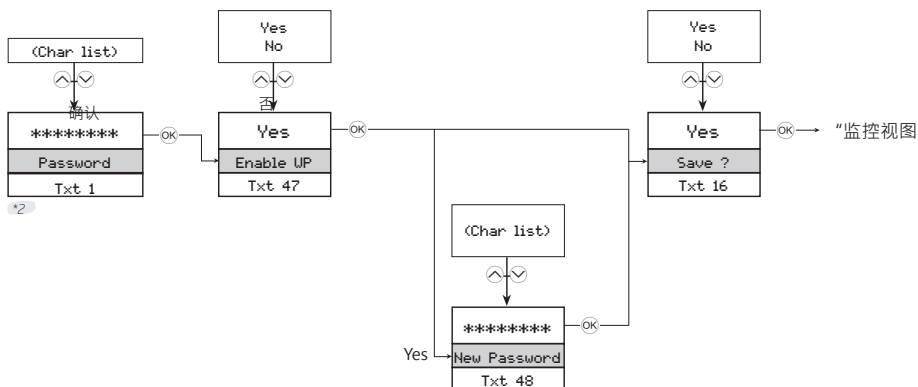 (Char list)
确认
********
Password
Txt 1
*2
OK
Yes
No
否
Yes
Enable WP
Txt 47
OK
(Char list)
Yes
********
New Password
Txt 48
OK
Yes
No
Yes
Save ?
Txt 16
OK
“监控视图